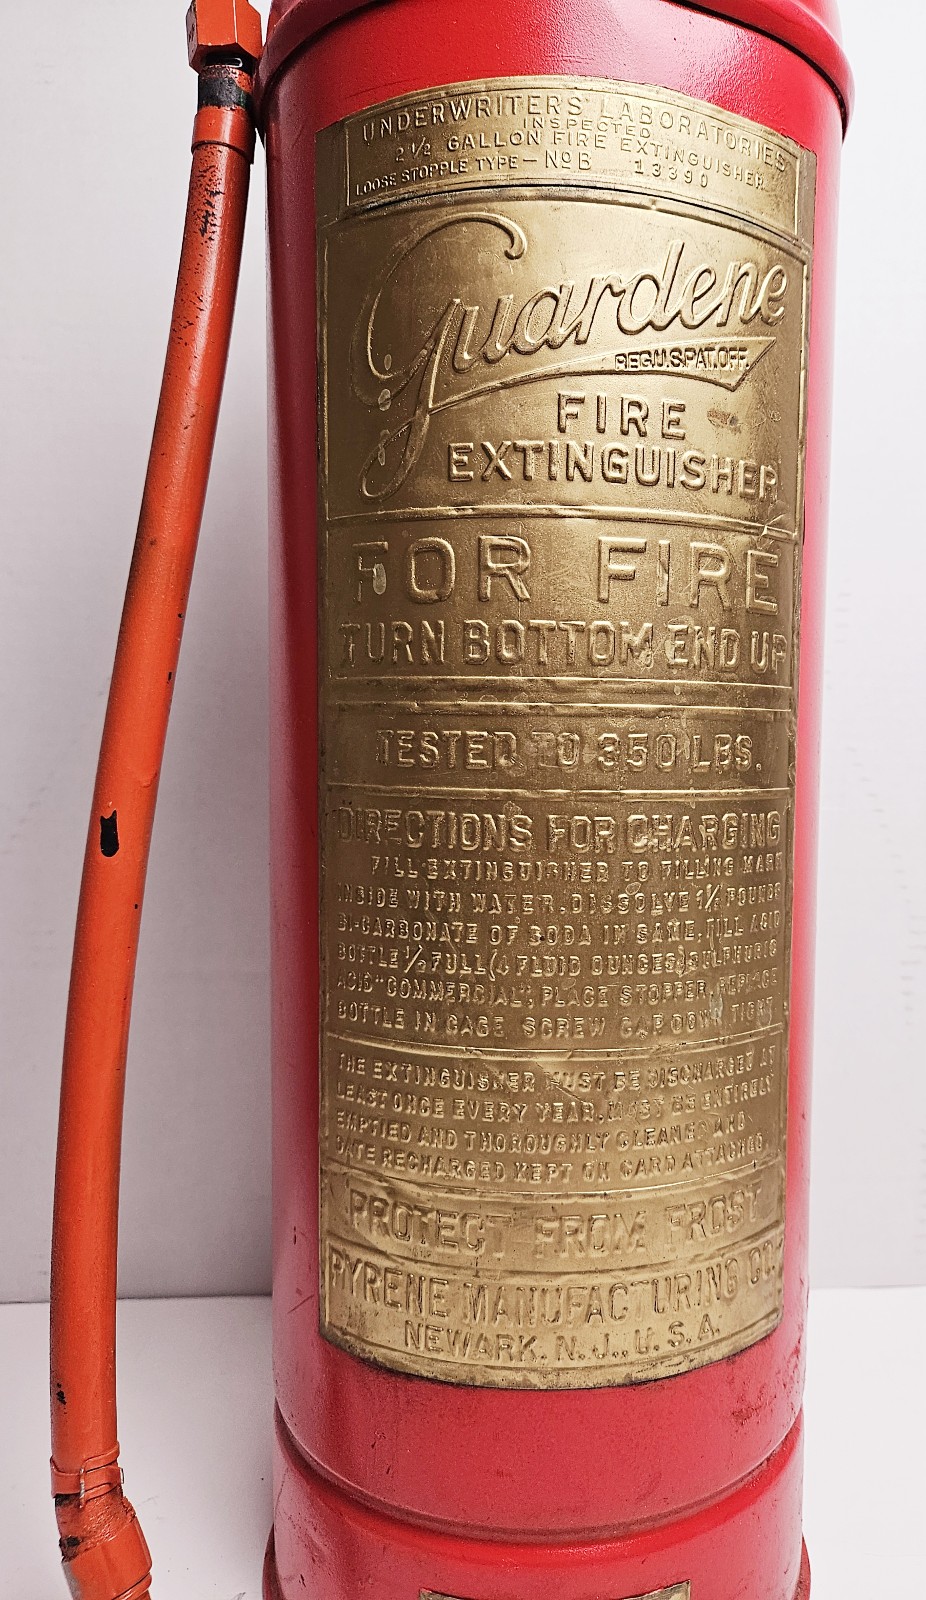 UNDERWRITERS' LABORATORIES
INSPECTED
2 1/2 GALLON FIRE EXTINGUISHER
LOOSE STOPPLE TYPE — No B 13390
Guardene
REG.U.S.PAT.OFF.
FIRE
EXTINGUISHER
FOR FIRE
TURN BOTTOM END UP
TESTED TO 350 LBS.
DIRECTIONS FOR CHARGING
FILL EXTINGUISHER TO FILLING MARK
INSIDE WITH WATER. DISSOLVE 1 1/2 POUNDS
BI-CARBONATE OF SODA IN SAME. FILL ACID
BOTTLE 1/2 FULL (4 FLUID OUNCES) SULPHURIC
ACID "COMMERCIAL", PLACE STOPPER, REPLACE
BOTTLE IN CAGE SCREW CAP DOWN TIGHT
THE EXTINGUISHER MUST BE DISCHARGED AT
LEAST ONCE EVERY YEAR. MUST BE ENTIRELY
EMPTIED AND THOROUGHLY CLEANED AND
DATE RECHARGED KEPT ON CARD ATTACHED
PROTECT FROM FROST
PYRENE MANUFACTURING CO.
NEWARK. N. J., U. S. A.